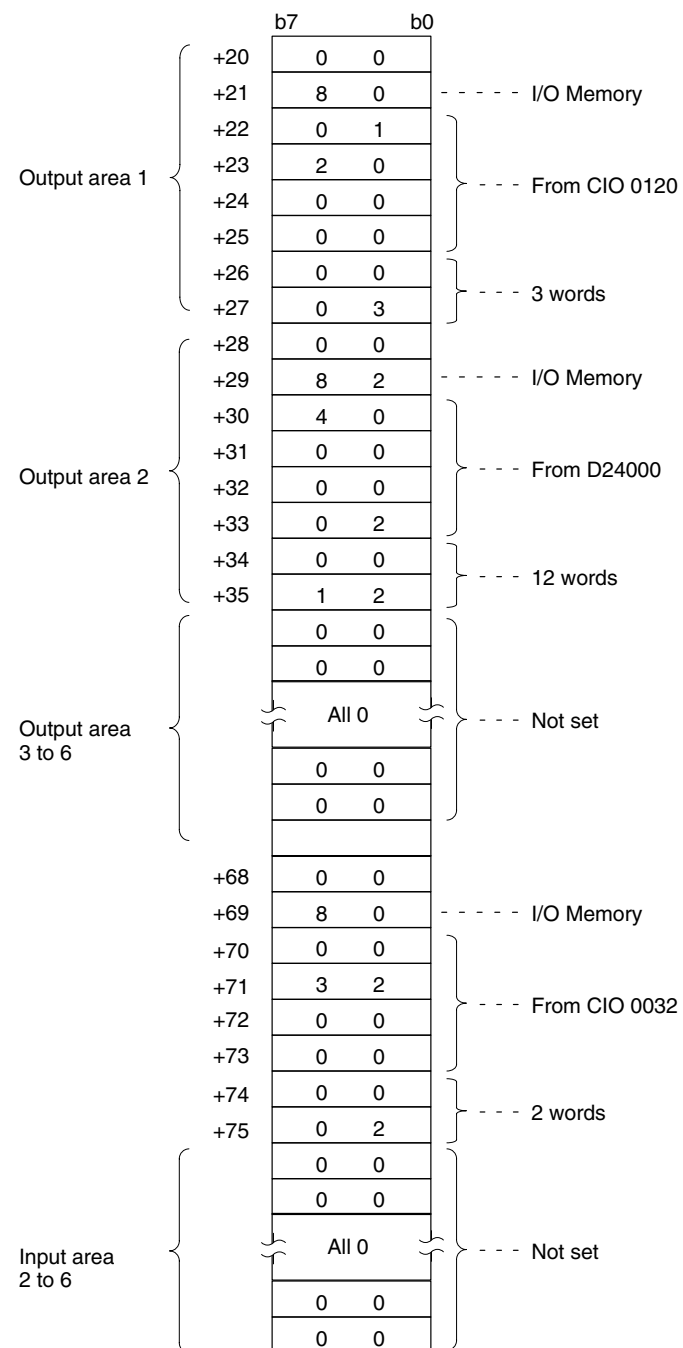 b7 b0
+20 0 0
+21 8 0 I/O Memory
+22 0 1
+23 2 0
Output area 1 From CIO 0120
+24 0 0
+25 0 0
+26 0 0
3 words
+27 0 3
+28 0 0
+29 8 2 I/O Memory
+30 4 0
+31 0 0
Output area 2 From D24000
+32 0 0
+33 0 2
+34 0 0
12 words
+35 1 2
0 0
0 0
All 0
Output area Not set
3 to 6
0 0
0 0
+68 0 0
+69 8 0 I/O Memory
+70 0 0
+71 3 2
From CIO 0032
+72 0 0
+73 0 0
+74 0 0
2 words
+75 0 2
0 0
0 0
All 0
Input area Not set
2 to 6
0 0
0 0